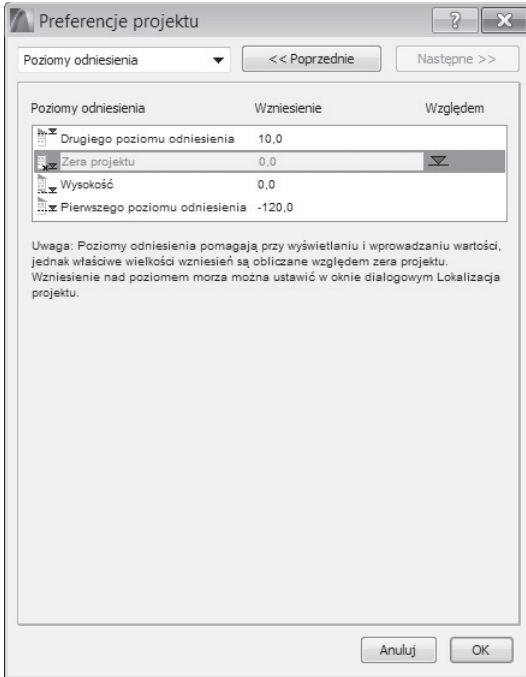 Preferencje projektu
Poziomy odniesienia
<< Poprzednie
Następne >>
Poziomy odniesienia Wzniesienie Względem
Drugiego poziomu odniesienia 10,0
Zera projektu 0,0
Wysokość 0,0
Pierwszego poziomu odniesienia -120,0
Uwaga: Poziomy odniesienia pomagają przy wyświetlaniu i wprowadzaniu wartości,
jednak właściwe wielkości wzniesień są obliczane względem zera projektu.
Wzniesienie nad poziomem morza można ustawić w oknie dialogowym Lokalizacja
projektu.
Anuluj OK